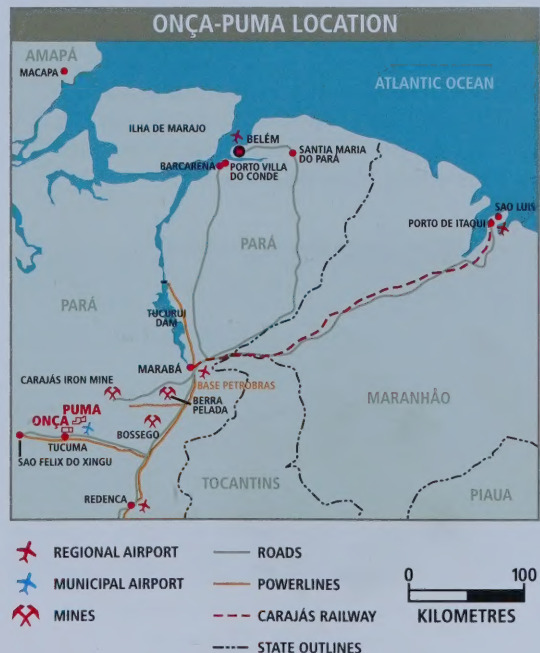 ONÇA-PUMA LOCATION
AMAPÁ
MACAPA
ATLANTIC OCEAN
ILHA DE MARAJO
BELÉM
BARCARENA
PORTO VILLA
DO CONDE
SANTIA MARIA
DO PARÁ
SAO LUIS
PORTO DE ITAQUI
PARÁ
PARÁ
TUCURUI
DAM
MARABÁ
BASE PETROBRAS
CARAJÁS IRON MINE
BERRA
PELADA
MARANHÅO
PUMA
ONÇA
BOSSEGO
TUCUMA
SAO FELIX DO XINGU
REDENCA
TOCANTINS
PIAUA
REGIONAL AIRPORT
MUNICIPAL AIRPORT
MINES
ROADS
POWERLINES
CARAJÁS RAILWAY
STATE OUTLINES
0 100
KILOMETRES